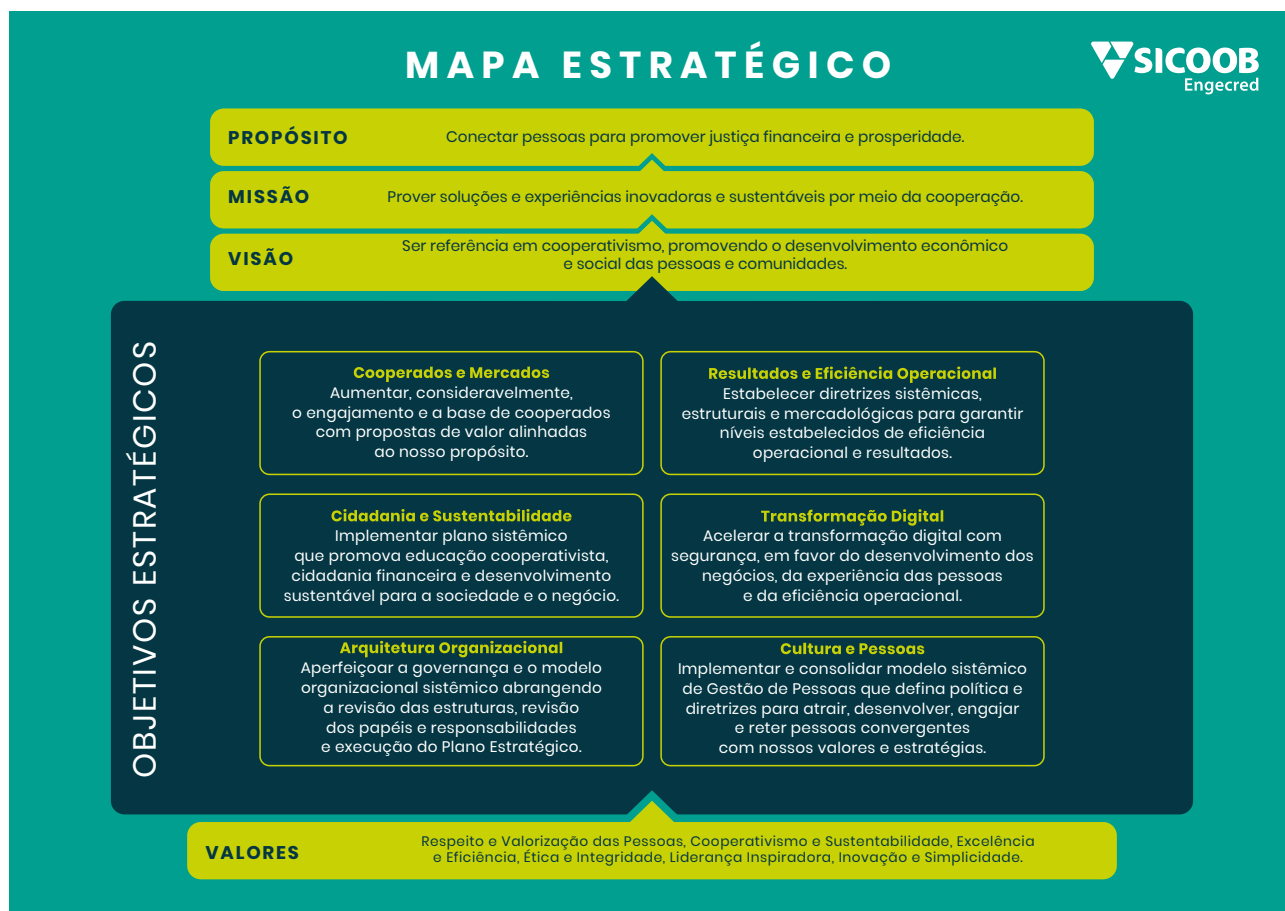 MAPA ESTRATÉGICO
SICOOB
Engecred
PROPÓSITO
Conectar pessoas para promover justiça financeira e prosperidade.
MISSÃO
Prover soluções e experiências inovadoras e sustentáveis por meio da cooperação.
VISÃO
Ser referência em cooperativismo, promovendo o desenvolvimento econômico
e social das pessoas e comunidades.
OBJETIVOS ESTRATÉGICOS
Cooperados e Mercados
Aumentar, consideravelmente,
o engajamento e a base de cooperados
com propostas de valor alinhadas
ao nosso propósito.
Resultados e Eficiência Operacional
Estabelecer diretrizes sistêmicas,
estruturais e mercadológicas para garantir
níveis estabelecidos de eficiência
operacional e resultados.
Cidadania e Sustentabilidade
Implementar plano sistêmico
que promova educação cooperativista,
cidadania financeira e desenvolvimento
sustentável para a sociedade e o negócio.
Transformação Digital
Acelerar a transformação digital com
segurança, em favor do desenvolvimento dos
negócios, da experiência das pessoas
e da eficiência operacional.
Arquitetura Organizacional
Aperfeiçoar a governança e o modelo
organizacional sistêmico abrangendo
a revisão das estruturas, revisão
dos papéis e responsabilidades
e execução do Plano Estratégico.
Cultura e Pessoas
Implementar e consolidar modelo sistêmico
de Gestão de Pessoas que defina política e
diretrizes para atrair, desenvolver, engajar
e reter pessoas convergentes
com nossos valores e estratégias.
VALORES
Respeito e Valorização das Pessoas, Cooperativismo e Sustentabilidade, Excelência
e Eficiência, Ética e Integridade, Liderança Inspiradora, Inovação e Simplicidade.